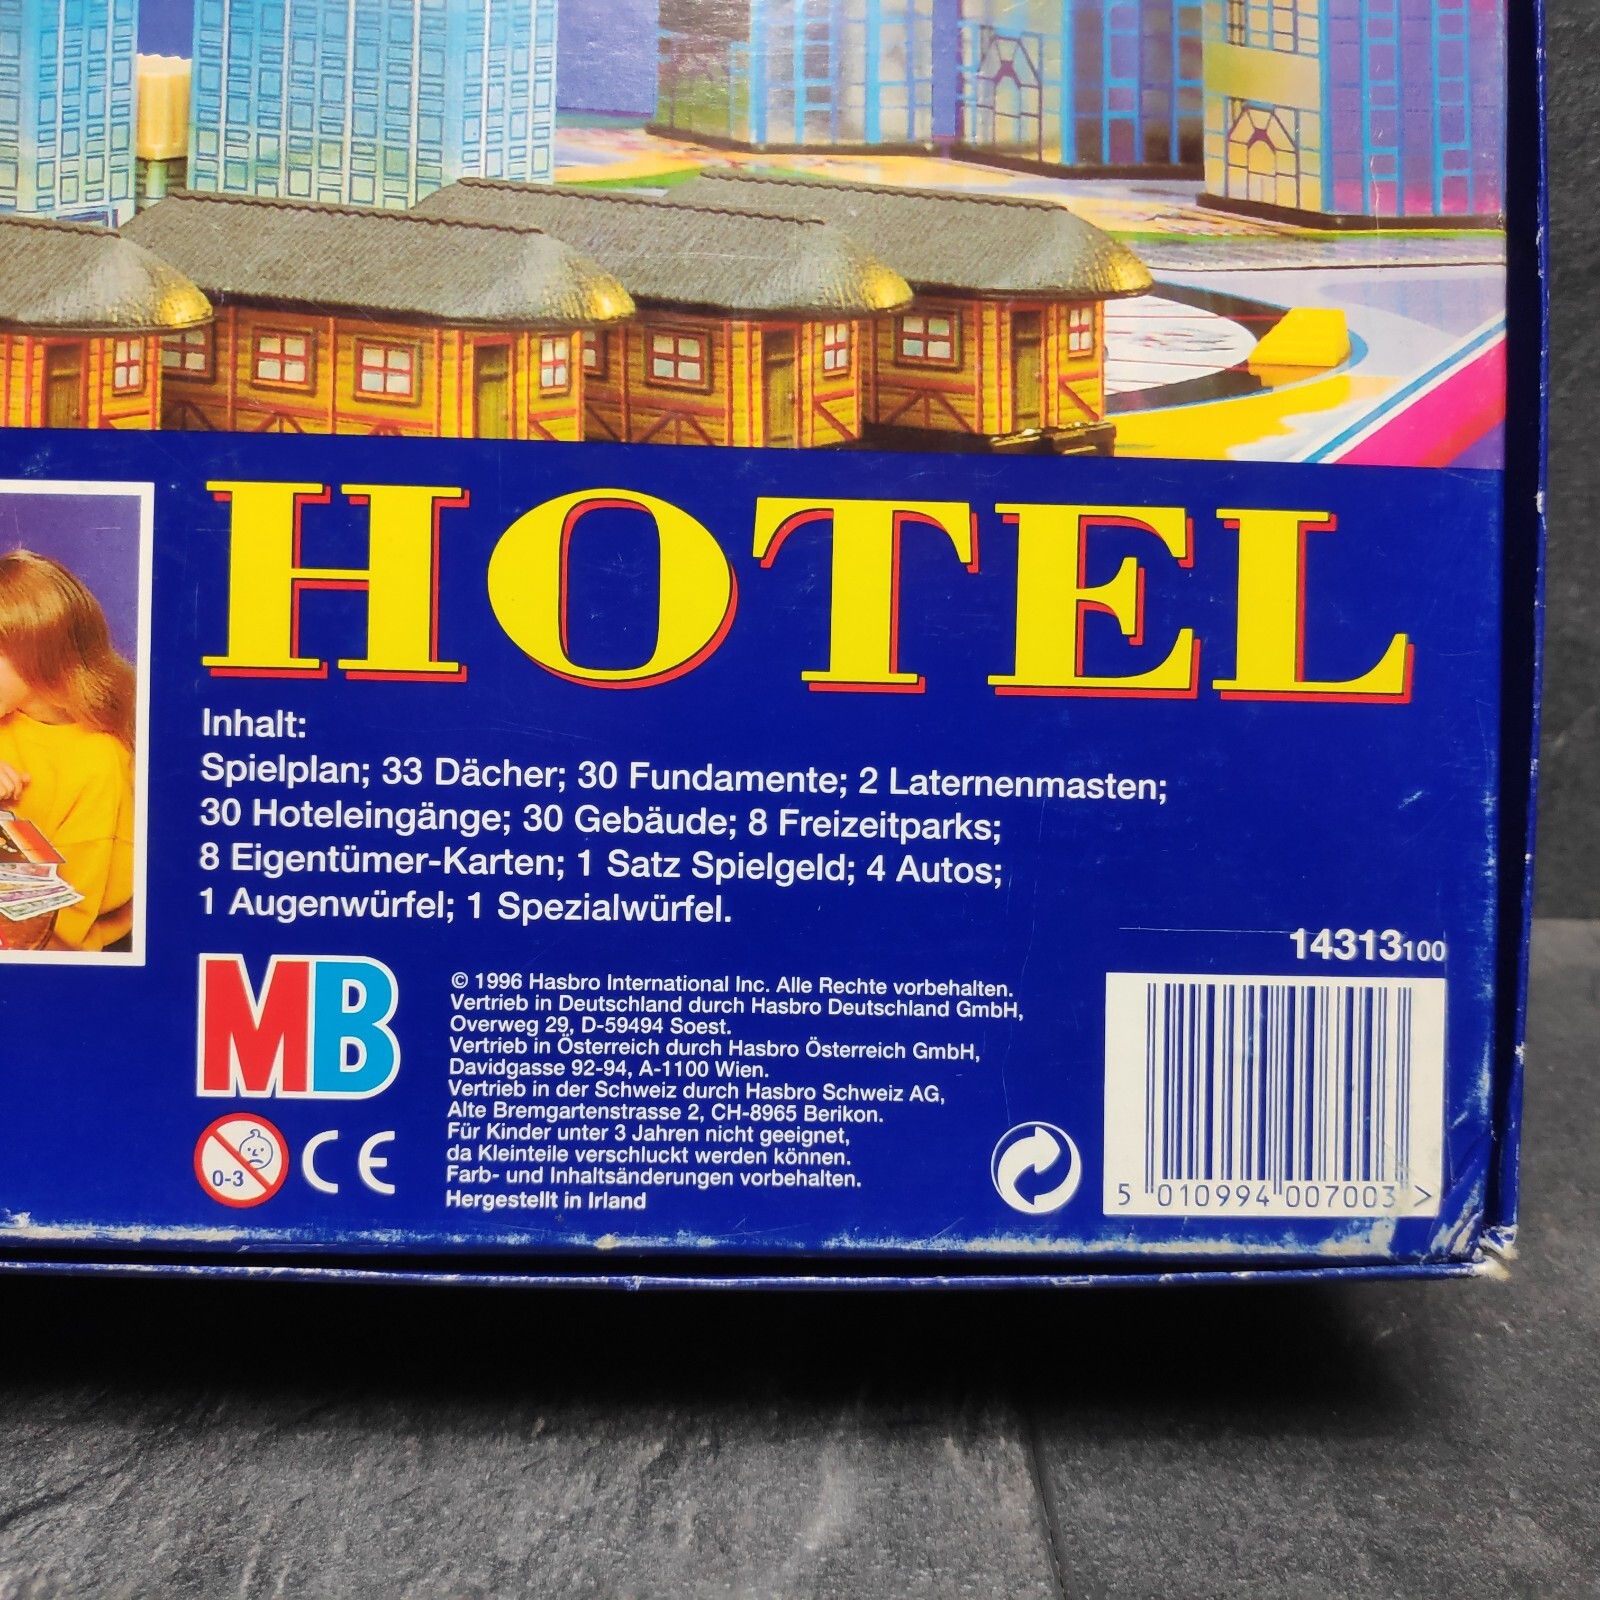 HOTEL
Inhalt:
Spielplan; 33 Dächer; 30 Fundamente; 2 Laternenmasten;
30 Hoteleingänge; 30 Gebäude; 8 Freizeitparks;
8 Eigentümer-Karten; 1 Satz Spielgeld; 4 Autos;
1 Augenwürfel; 1 Spezialwürfel.
14313100
MB
© 1996 Hasbro International Inc. Alle Rechte vorbehalten.
Vertrieb in Deutschland durch Hasbro Deutschland GmbH,
Overweg 29, D-59494 Soest.
Vertrieb in Österreich durch Hasbro Österreich GmbH,
Davidgasse 92-94, A-1100 Wien.
Vertrieb in der Schweiz durch Hasbro Schweiz AG,
Alte Bremgartenstrasse 2, CH-8965 Berikon.
Für Kinder unter 3 Jahren nicht geeignet,
da Kleinteile verschluckt werden können.
Farb- und Inhaltsänderungen vorbehalten.
Hergestellt in Irland
0-3
CE
5 010994 007003 >